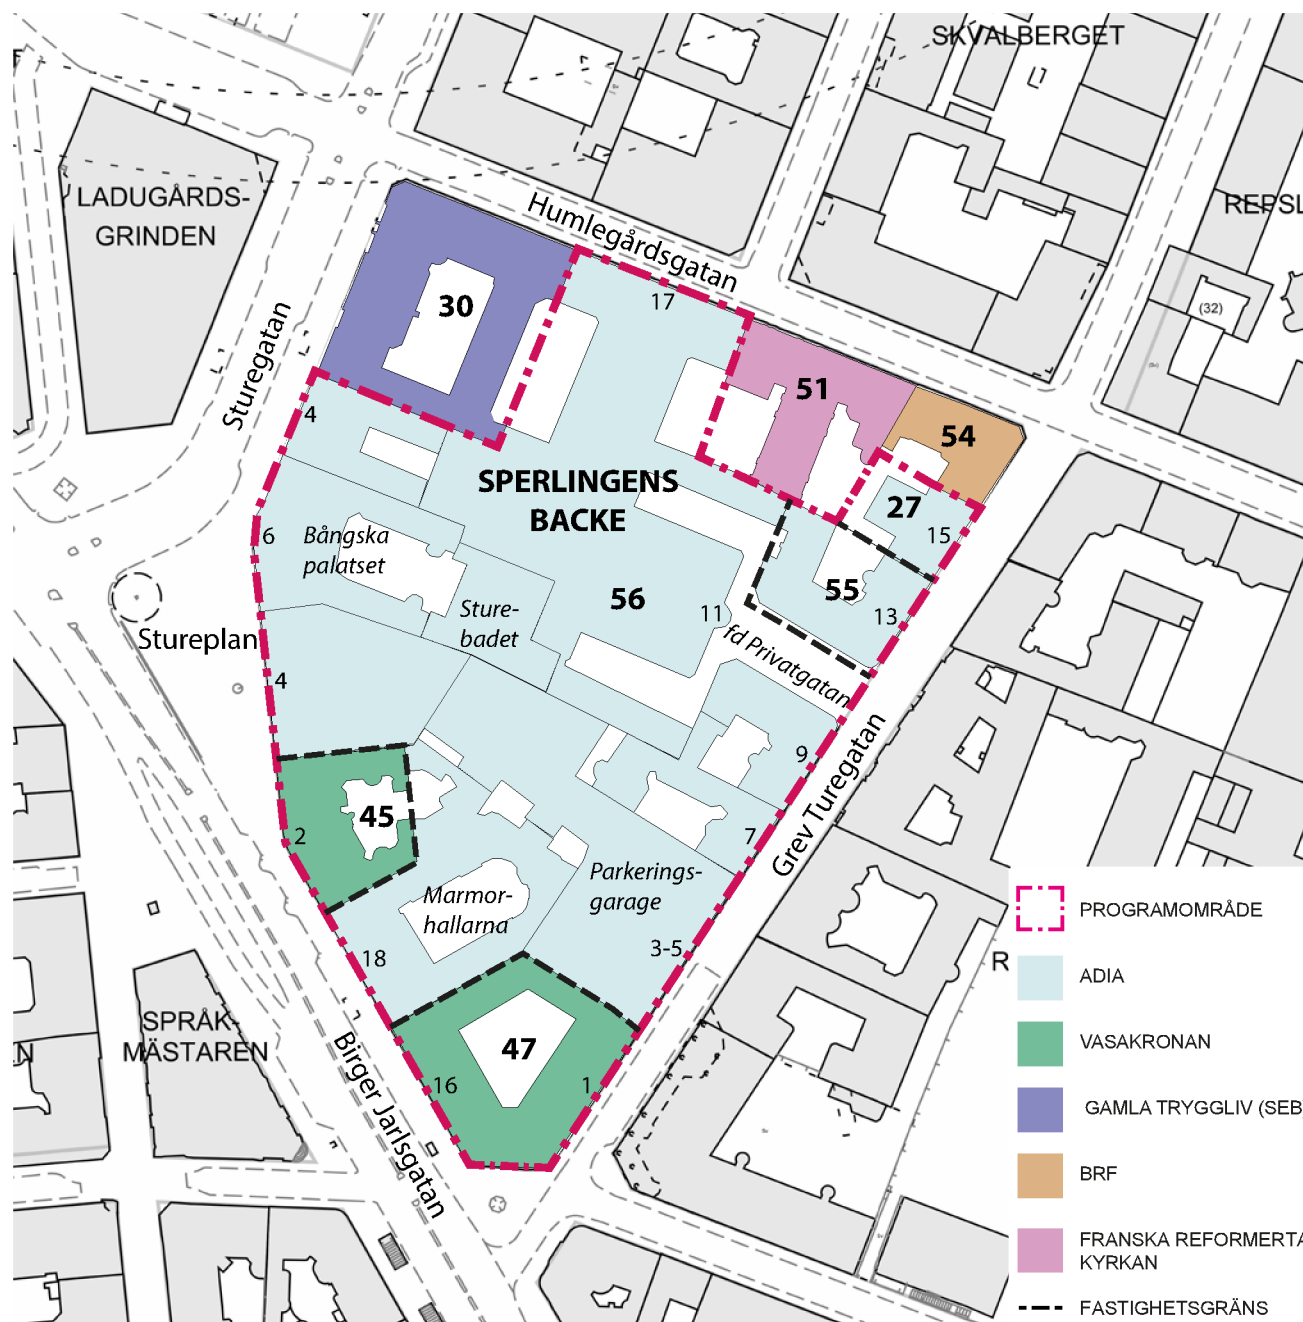 SKVALBERGET
LADUGÅRDS-
GRINDEN
REPSL
(32)
Humlegårdsgatan
Sturegatan
17
30
51
54
4
SPERLINGENS
BACKE
27
15
6
Bångska
palatset
55
56
11
13
Sture-
badet
fd Privatgatan
Stureplan
4
9
Grev Turegatan
45
2
7
Marmor-
hallarna
Parkerings-
garage
18
3-5
SPRÅK-
MÄSTAREN
Birger Jarlsgatan
47
16
1
R
PROGRAMOMRÅDE
ADIA
VASAKRONAN
GAMLA TRYGGLIV (SEB
BRF
FRANSKA REFORMERTA
KYRKAN
FASTIGHETSGRÄNS